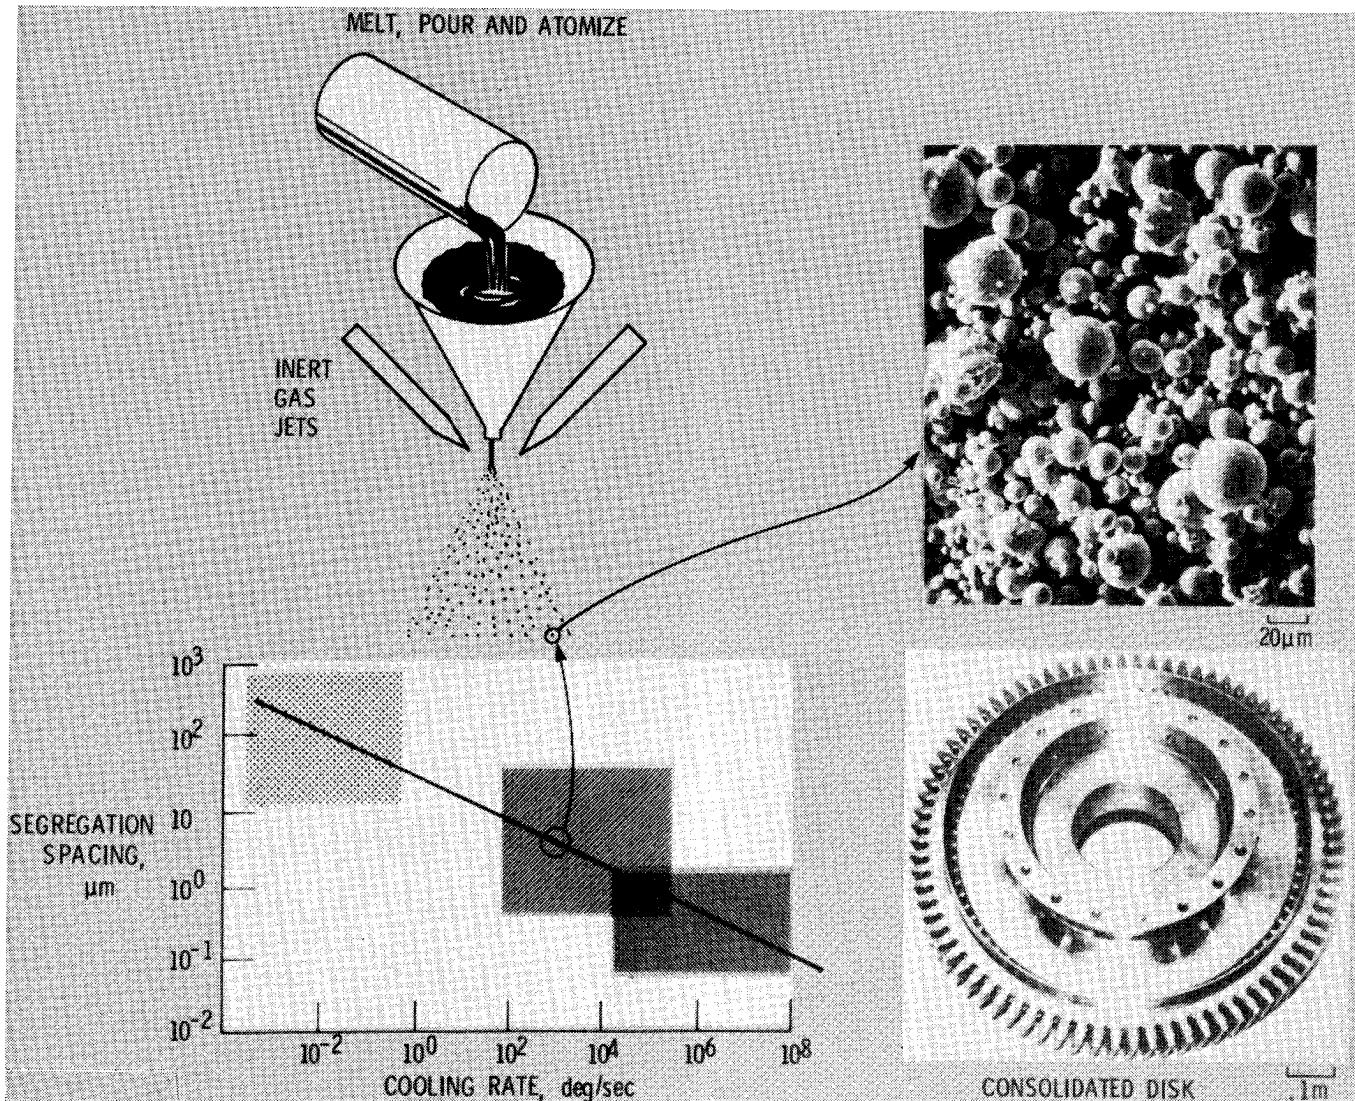 MELT, POUR AND ATOMIZE
INERT
GAS
JETS
20μm
10³
10²
10
10⁰
10⁻¹
10⁻²
SEGREGATION
SPACING,
μm
10⁻² 10⁰ 10² 10⁴ 10⁶ 10⁸
COOLING RATE, deg/sec
CONSOLIDATED DISK
.1m